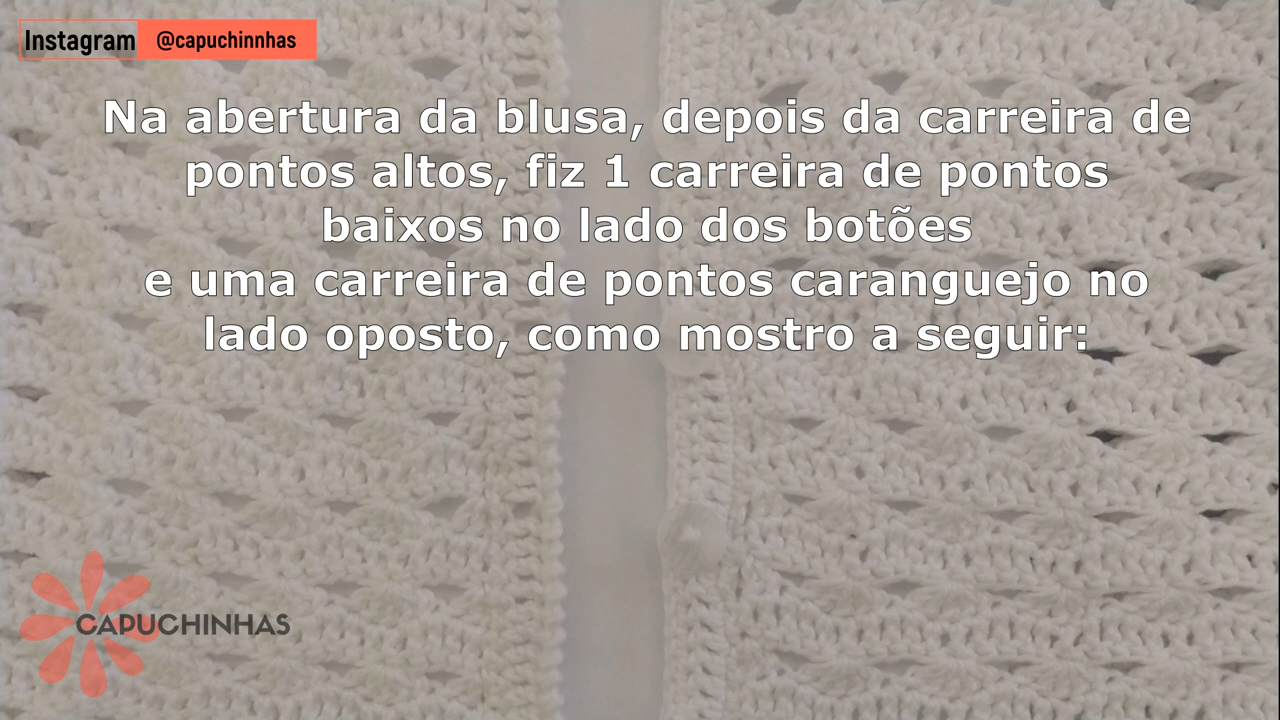 Instagram @capuchinnhas
Na abertura da blusa, depois da carreira de
pontos altos, fiz 1 carreira de pontos
baixos no lado dos botões
e uma carreira de pontos caranguejo no
lado oposto, como mostro a seguir:
CAPUCHINHAS